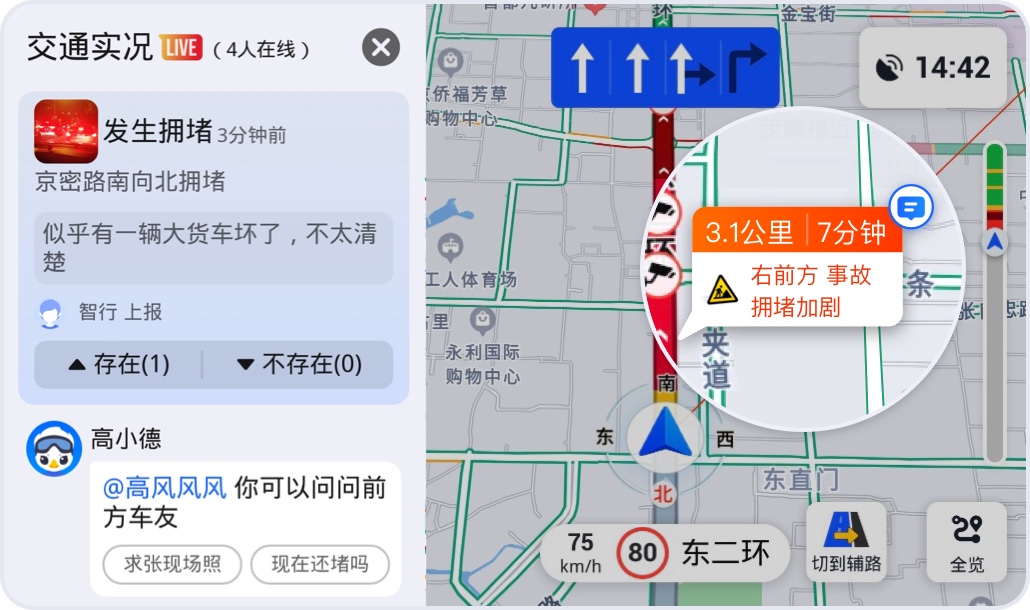 交通实况 LIVE (4人在线)
发生拥堵 3分钟前
京密路南向北拥堵
似乎有一辆大货车坏了，不太清
楚
智行 上报
存在(1)
不存在(0)
高小德
@高风风风 你可以问问前
方车友
求张现场照
现在还堵吗
环
金宝街
14:42
侨福芳草
购物中心
3.1公里 7分钟
右前方 事故
拥堵加剧
条
工人体育场
里
永利国际
购物中心
夹
道
南
东
西
北
东直门
75
km/h
80
东二环
切到辅路
全览